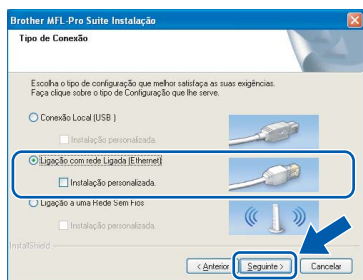 Brother MFL-Pro Suite Instalação
Tipo de Conexão
Escolha o tipo de configuração que melhor satisfaça as suas exigências.
Faça clique sobre o tipo de Configuração que lhe serve.
Conexão Local (USB )
Instalação personalizada.
Ligação com rede Ligada (Ethernet)
Instalação personalizada.
Ligação a uma Rede Sem Fios
Instalação personalizada.
InstallShield
< Anterior Seguinte > Cancelar